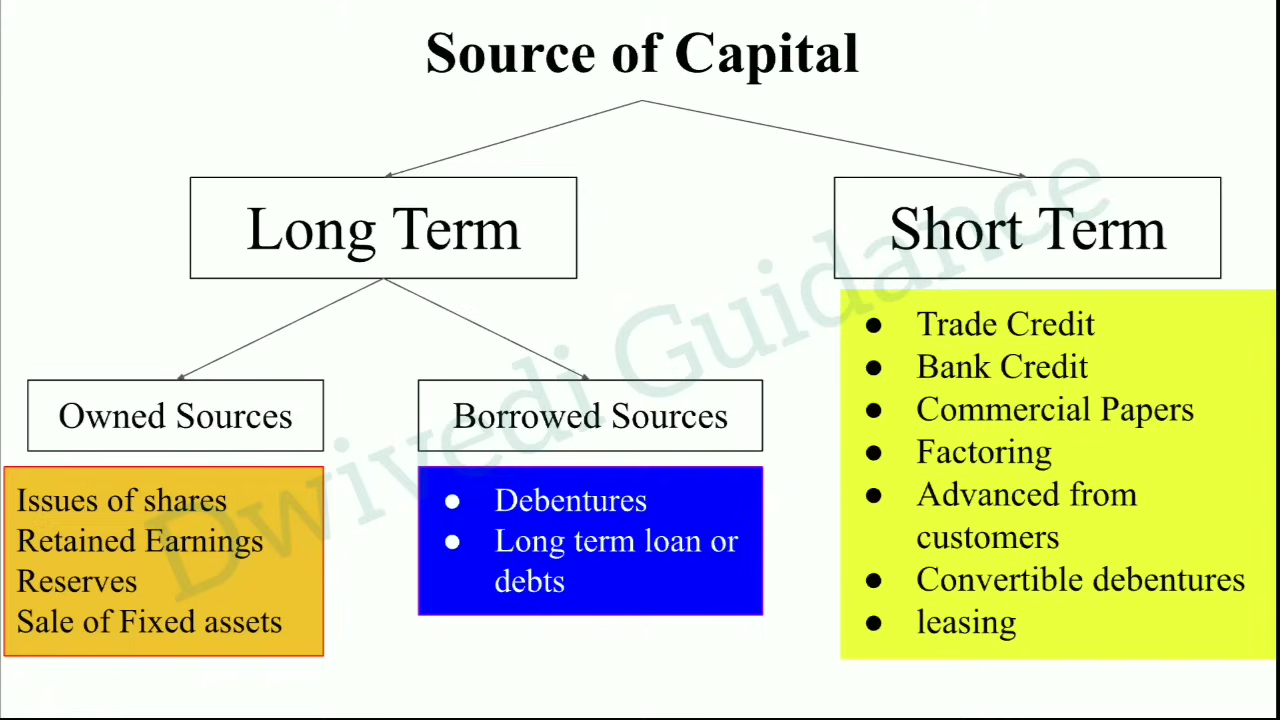 Source of Capital
Long Term
Short Term
Owned Sources
Borrowed Sources
Issues of shares
Retained Earnings
Reserves
Sale of Fixed assets
● Debentures
● Long term loan or
debts
● Trade Credit
● Bank Credit
● Commercial Papers
● Factoring
● Advanced from
customers
● Convertible debentures
● leasing
Dwivedi Guidance